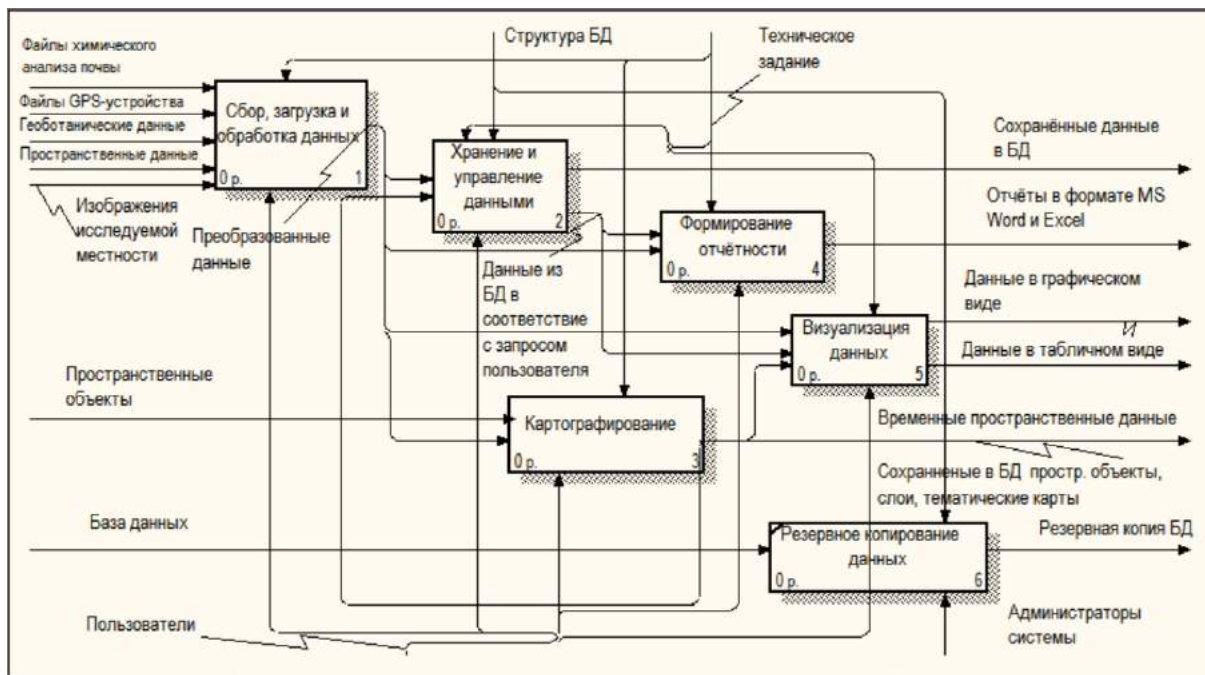 Файлы химического
анализа почвы
Файлы GPS-устройства
Геоботанические данные
Пространственные данные
Изображения
исследуемой
местности
Сбор, загрузка и
обработка данных
0 р.
1
Преобразованные
данные
Структура БД
Техническое
задание
Хранение и
управление
данными
0 р.
2
Данные из
БД в
соответствие
с запросом
пользователя
Формирование
отчётности
0 р.
4
Сохранённые данные
в БД
Отчёты в формате MS
Word и Excel
Данные в графическом
виде
Визуализация
данных
0 р.
5
Данные в табличном виде
Пространственные
объекты
Картографирование
0 р.
3
Временные пространственные данные
Сохранненые в БД простр. объекты,
слои, тематические карты
База данных
Резервное копирование
данных
0 р.
6
Резервная копия БД
Пользователи
Администраторы
системы